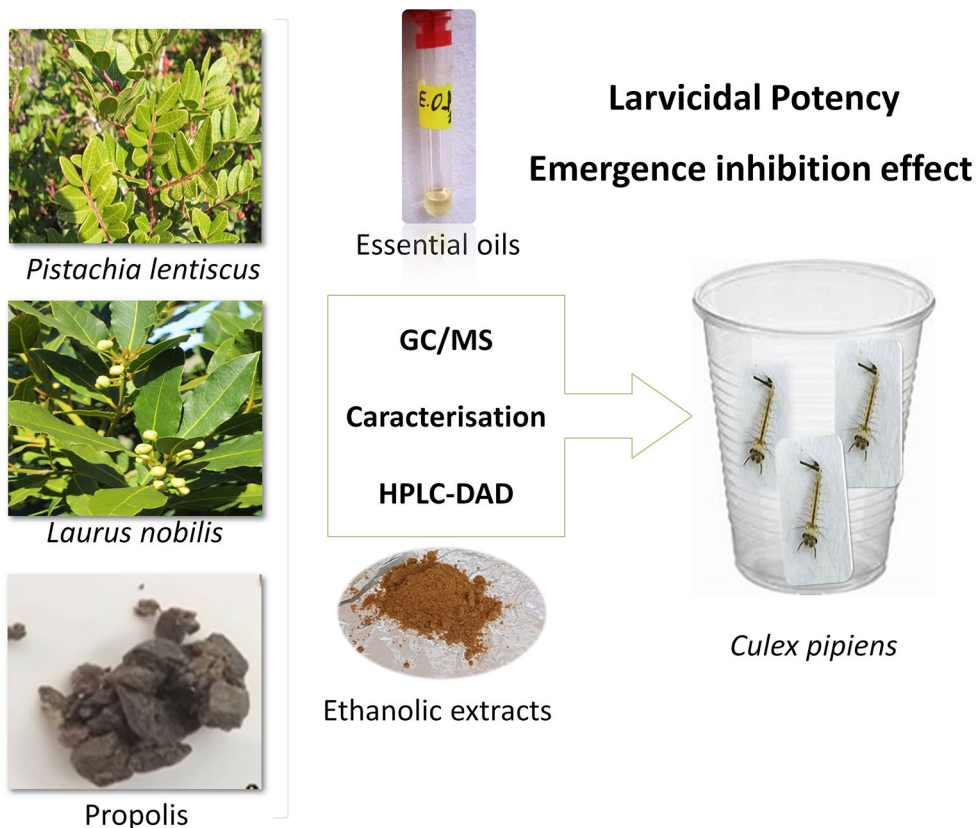 Pistachia lentiscus
Laurus nobilis
Propolis
E.O
Essential oils
GC/MS
Caracterisation
HPLC-DAD
Ethanolic extracts
Larvicidal Potency
Emergence inhibition effect
Culex pipiens